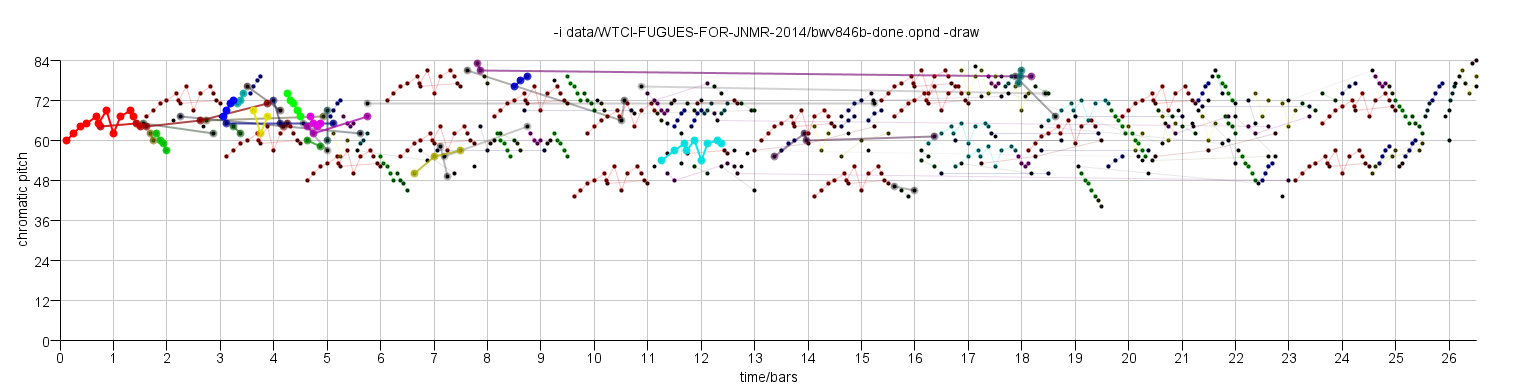 -i data/WTCI-FUGUES-FOR-JNMR-2014/bwv846b-done.opnd -draw
84
72
60
48
36
24
12
0
chromatic pitch
0 1 2 3 4 5 6 7 8 9 10 11 12 13 14 15 16 17 18 19 20 21 22 23 24 25 26
time/bars